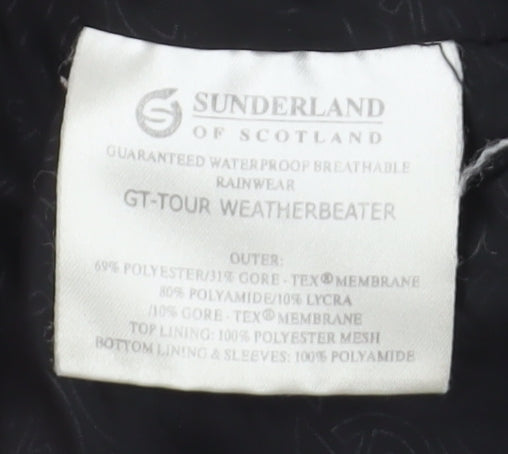 SUNDERLAND
OF SCOTLAND
GUARANTEED WATERPROOF BREATHABLE
RAINWEAR
GT-TOUR WEATHERBEATER
OUTER:
69% POLYESTER/31% GORE - TEX® MEMBRANE
80% POLYAMIDE/10% LYCRA
/10% GORE - TEX® MEMBRANE
TOP LINING: 100% POLYESTER MESH
BOTTOM LINING & SLEEVES: 100% POLYAMIDE